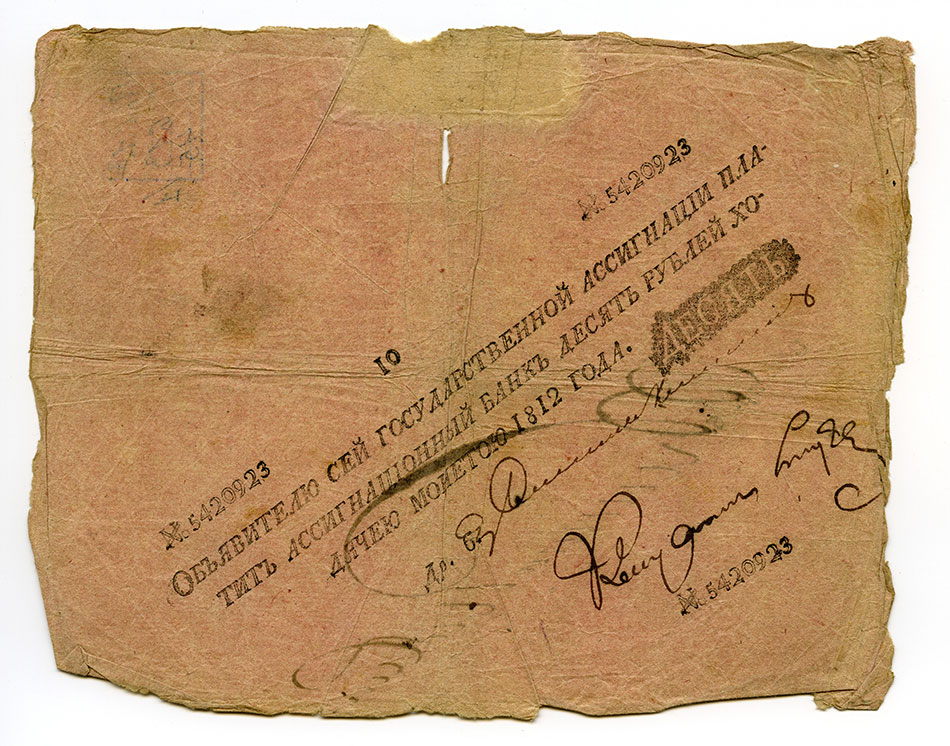 № 5420923
10
№ 5420923
ОБЪЯВИТЕЛЮ СЕЙ ГОСУДАРСТВЕННОЙ АССИГНАЦІИ ПЛА-
ТИТЪ АССИГНАЦІОННЫЙ БАНКЪ ДЕСЯТЬ РУБЛЕЙ ХО-
ДЯЧЕЮ МОНЕТОЮ 1812 ГОДА.
ДЕСЯТЬ
№ 5420923